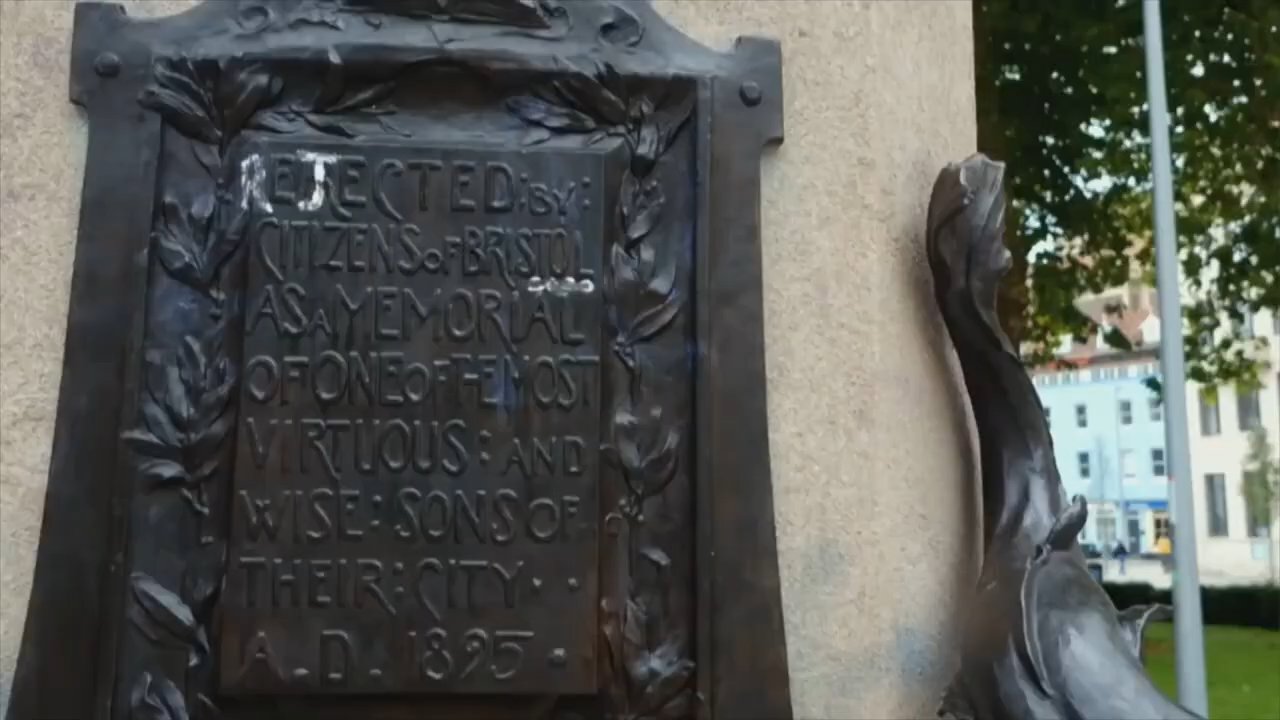 ERECTED: BY:
CITIZENS OF BRISTOL
AS A MEMORIAL
OF ONE OF THE MOST
VIRTUOUS: AND
WISE: SONS OF
THEIR: CITY · ·
A.D. 1895 ·